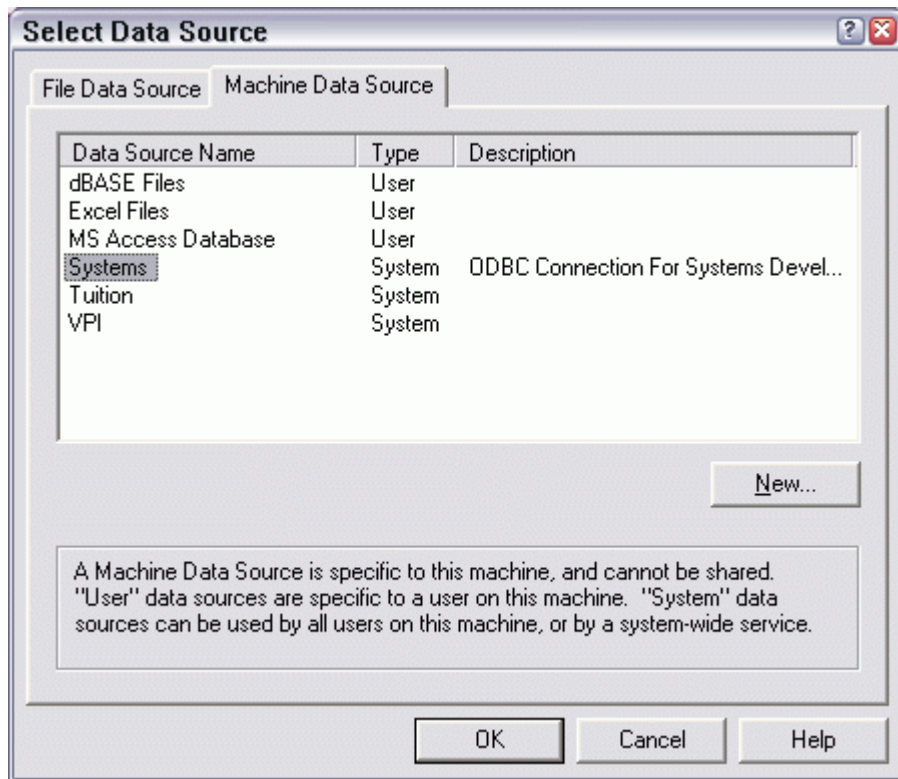 Select Data Source
File Data Source Machine Data Source
Data Source Name Type Description
dBASE Files User
Excel Files User
MS Access Database User
Systems System ODBC Connection For Systems Devel...
Tuition System
VPI System
New...
A Machine Data Source is specific to this machine, and cannot be shared.
"User" data sources are specific to a user on this machine. "System" data
sources can be used by all users on this machine, or by a system-wide service.
OK Cancel Help